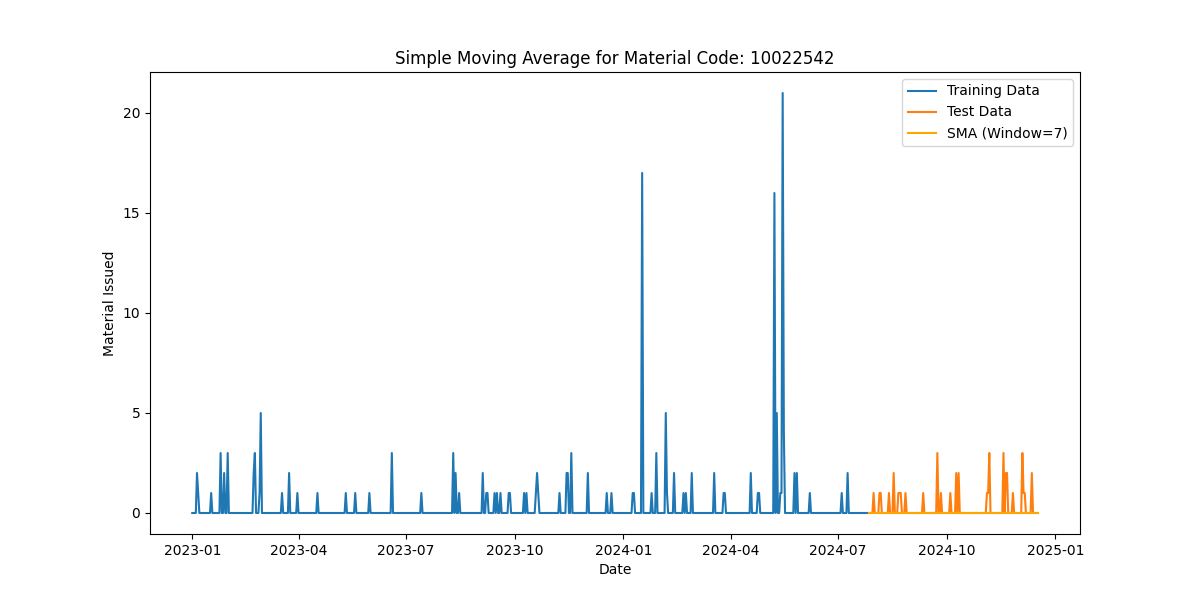 Simple Moving Average for Material Code: 10022542
Training Data
Test Data
SMA (Window=7)
Material Issued
20
15
10
5
0
2023-01 2023-04 2023-07 2023-10 2024-01 2024-04 2024-07 2024-10 2025-01
Date